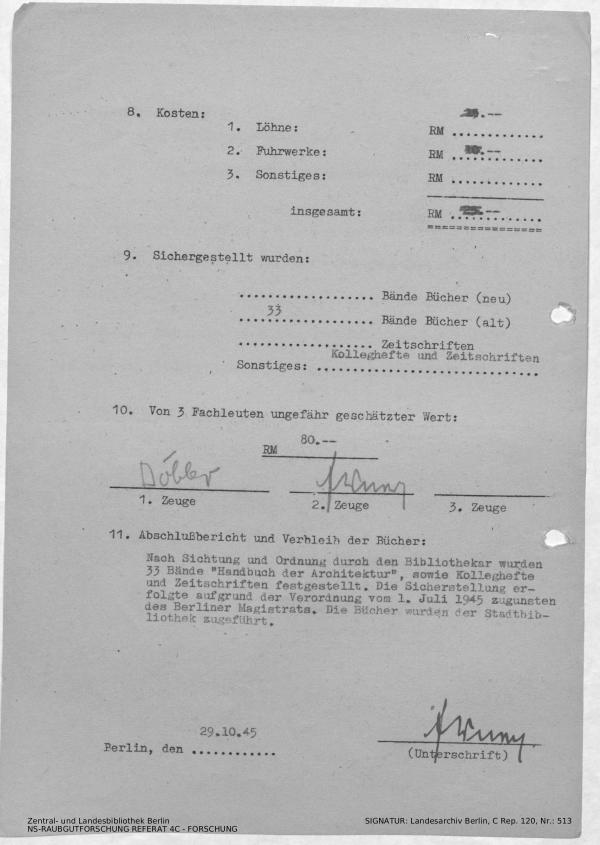 8. Kosten:
1. Löhne: RM .--
2. Fuhrwerke: RM .--
3. Sonstiges: RM .............
insgesamt: RM 25.--
9. Sichergestellt wurden:
................... Bände Bücher (neu)
33 Bände Bücher (alt)
................... Zeitschriften
Sonstiges: Kolleghefte und Zeitschriften
10. Von 3 Fachleuten ungefähr geschätzter Wert:
RM 80.--
Döbler
1. Zeuge 2. Zeuge 3. Zeuge
11. Abschlußbericht und Verbleib der Bücher:
Nach Sichtung und Ordnung durch den Bibliothekar wurden
33 Bände "Handbuch der Architektur", sowie Kolleghefte
und Zeitschriften festgestellt. Die Sicherstellung er-
folgte aufgrund der Verordnung vom 1. Juli 1945 zugunsten
des Berliner Magistrats. Die Bücher wurden der Stadtbib-
liothek zugeführt.
Berlin, den 29.10.45
(Unterschrift)
Zentral- und Landesbibliothek Berlin
NS-RAUBGUTFORSCHUNG REFERAT 4C - FORSCHUNG
SIGNATUR: Landesarchiv Berlin, C Rep. 120, Nr.: 513